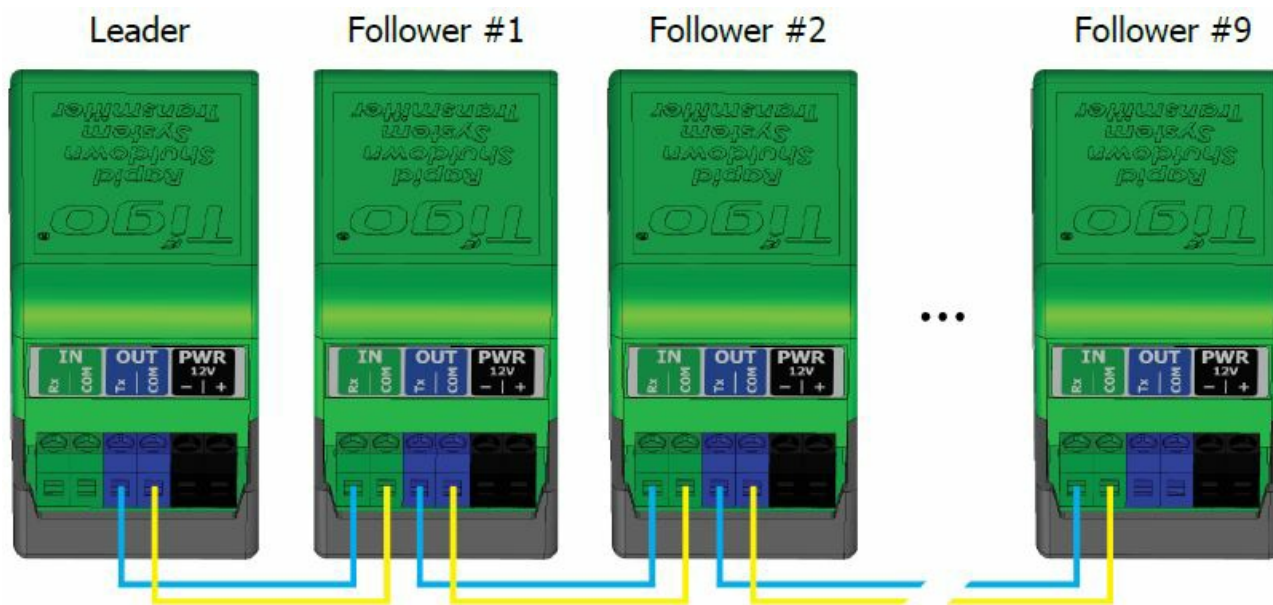 Leader
Follower #1
Follower #2
Follower #9
Rapid
Shutdown
System
Transmitter
Tigo
Rapid
Shutdown
System
Transmitter
Tigo
Rapid
Shutdown
System
Transmitter
Tigo
...
Rapid
Shutdown
System
Transmitter
Tigo
IN OUT PWR
12V
Rx COM Tx COM − +
IN OUT PWR
12V
Rx COM Tx COM − +
IN OUT PWR
12V
Rx COM Tx COM − +
IN OUT PWR
12V
Rx COM Tx COM − +